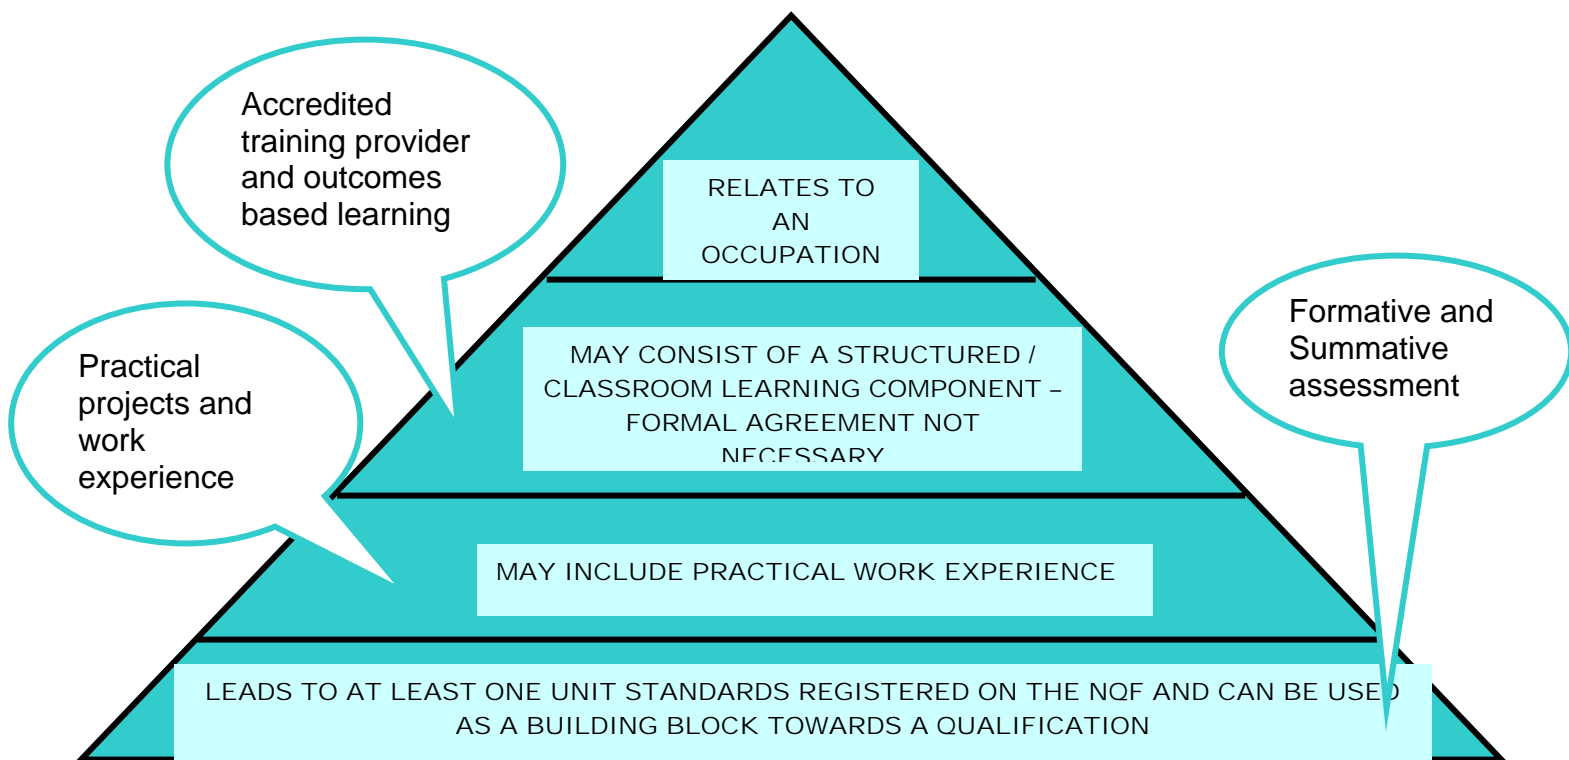 Accredited
training provider
and outcomes
based learning
RELATES TO
AN
OCCUPATION
Practical
projects and
work
experience
MAY CONSIST OF A STRUCTURED /
CLASSROOM LEARNING COMPONENT –
FORMAL AGREEMENT NOT
NECESSARY
Formative and
Summative
assessment
MAY INCLUDE PRACTICAL WORK EXPERIENCE
LEADS TO AT LEAST ONE UNIT STANDARDS REGISTERED ON THE NQF AND CAN BE USED
AS A BUILDING BLOCK TOWARDS A QUALIFICATION